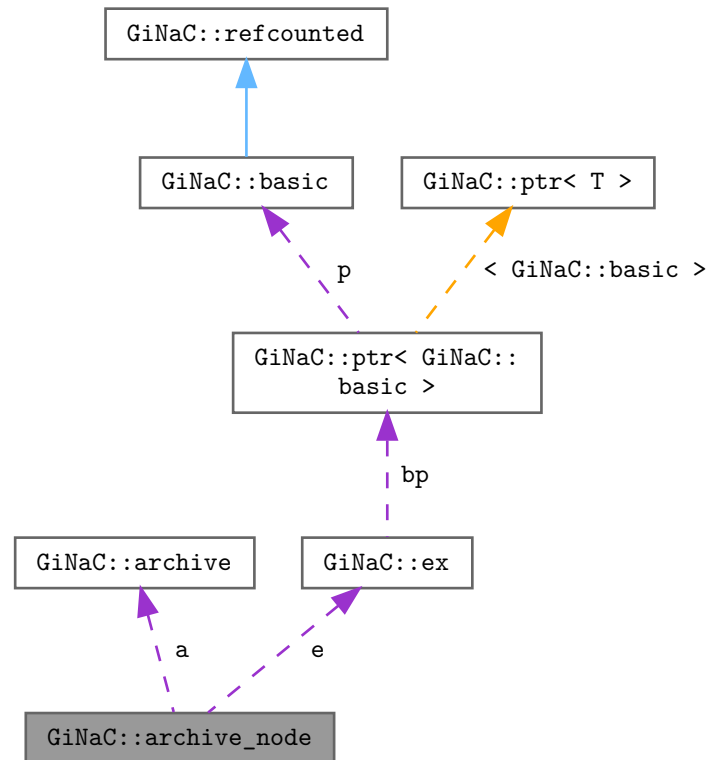 GiNaC::refcounted
GiNaC::basic
GiNaC::ptr< T >
p
< GiNaC::basic >
GiNaC::ptr< GiNaC::
basic >
bp
GiNaC::archive
GiNaC::ex
a
e
GiNaC::archive_node